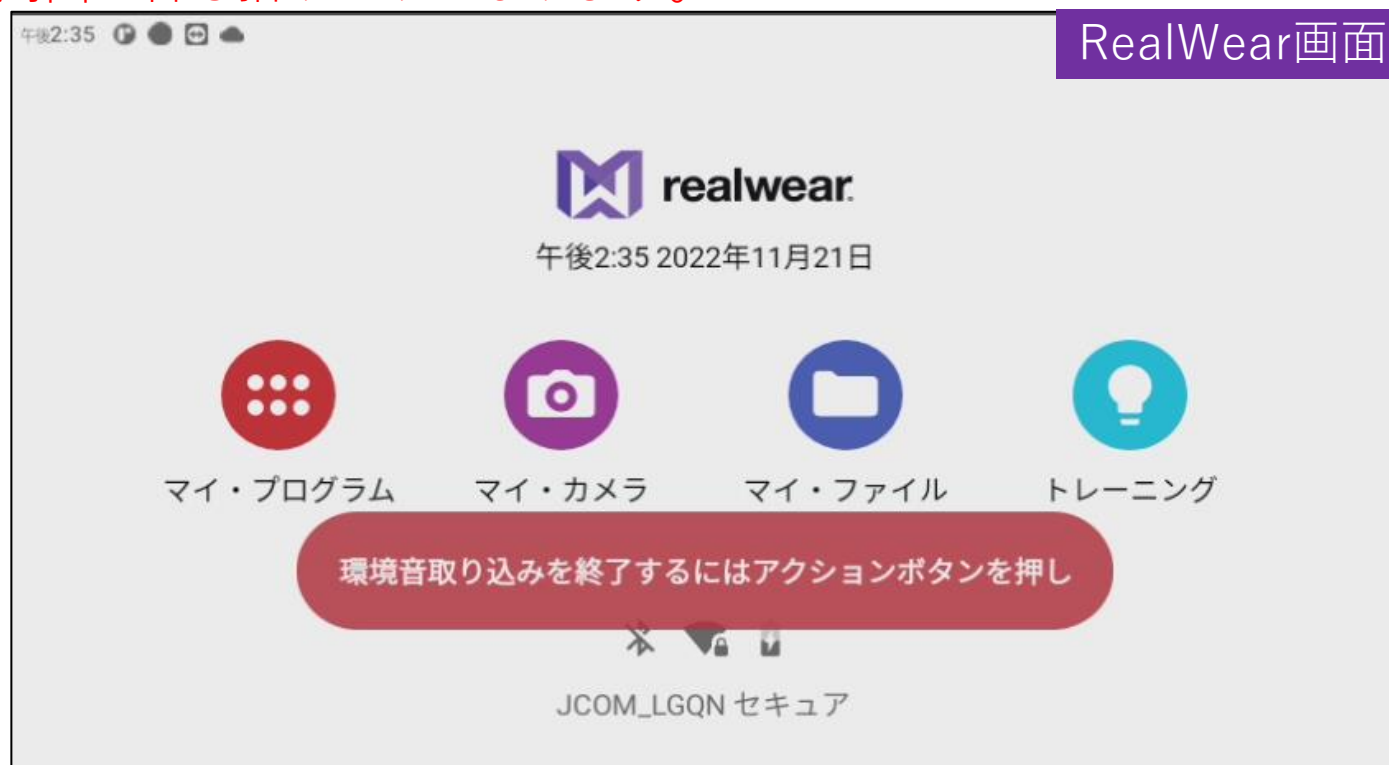 午後2:35
RealWear画面
realwear
午後2:35 2022年11月21日
マイ・プログラム
マイ・カメラ
マイ・ファイル
トレーニング
環境音取り込みを終了するにはアクションボタンを押し
JCOM_LGQN セキュア